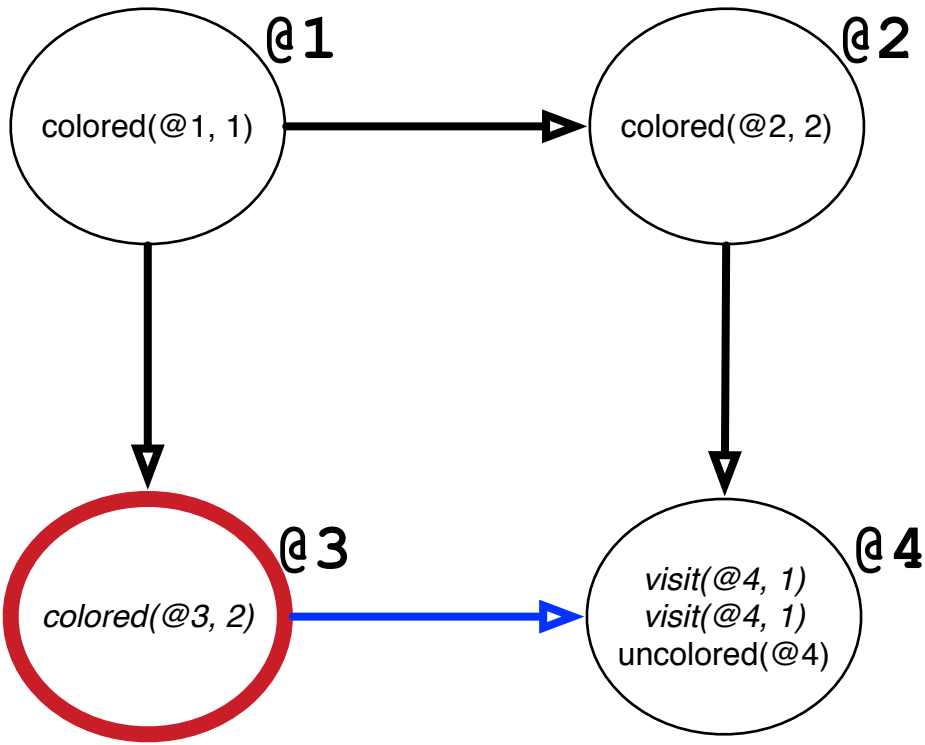 @1
@2
colored(@1, 1)
colored(@2, 2)
@3
@4
colored(@3, 2)
visit(@4, 1)
visit(@4, 1)
uncolored(@4)